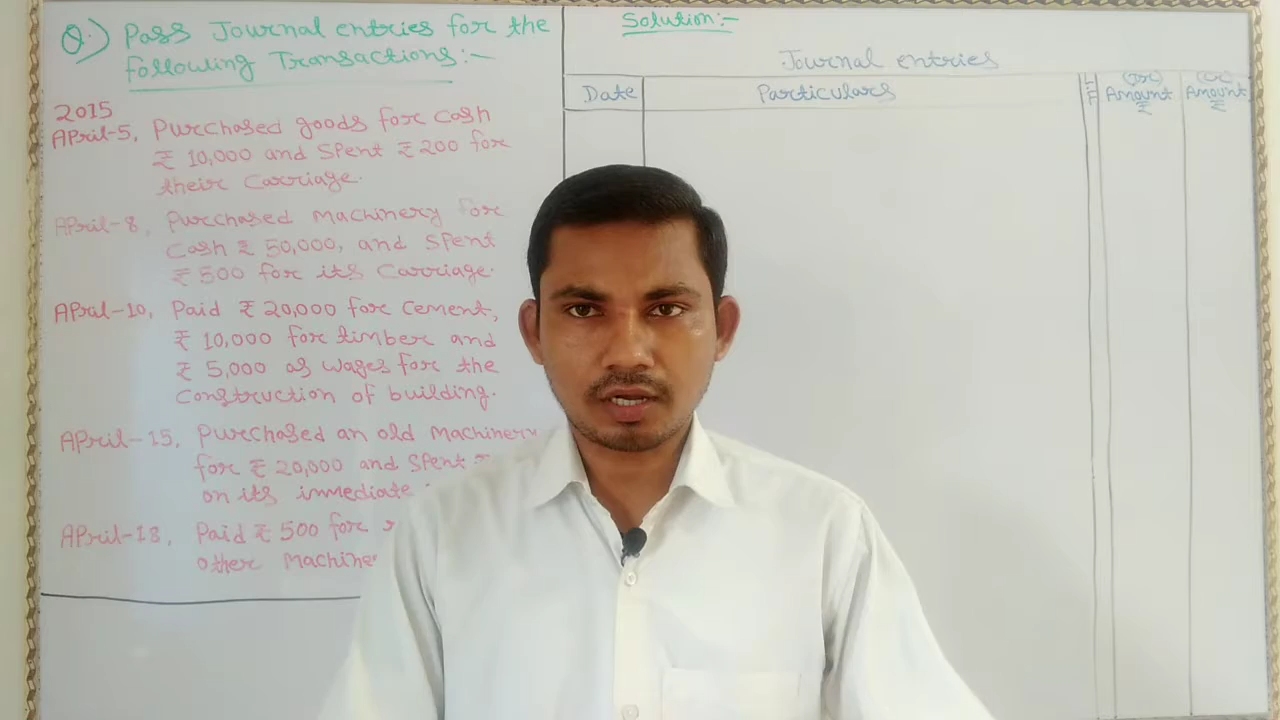 Q.) Pass Journal entries for the
following Transactions:-
2015
April-5, Purchased goods for cash
₹ 10,000 and Spent ₹ 200 for
their Carriage.
April-8, Purchased Machinery for
Cash ₹ 50,000, and Spent
₹ 500 for its Carriage.
April-10, Paid ₹ 20,000 for Cement,
₹ 10,000 for timber and
₹ 5,000 as wages for the
Construction of building.
April-15, Purchased an old Machinery
for ₹ 20,000 and Spent ₹
on its immediate
April-18, Paid ₹ 500 for
other
Solution:-
Journal entries
Date Particulars L.F (Dr) Amount ₹ (Cr) Amount ₹